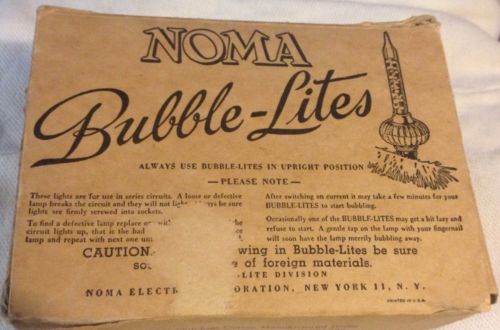 NOMA
Bubble-Lites
ALWAYS USE BUBBLE-LITES IN UPRIGHT POSITION
— PLEASE NOTE —
These lights are for use in series circuits. A loose or defective
lamp breaks the circuit and they will not be sure
lights are firmly screwed into sockets.
To find a defective lamp replace on the
circuit lights up, that is the bad
lamp and repeat with next one
After switching on current it may take a few minutes for your
BUBBLE-LITES to start bubbling.
Occasionally one of the BUBBLE-LITES may get a bit lazy and
refuse to start. A gentle tap on the lamp with your fingernail
will soon have the lamp merrily bubbling away.
CAUTION in Bubble-Lites be sure
of foreign materials.
-LITE DIVISION
NOMA NEW YORK 11, N. Y.
PRINTED IN U.S.A.